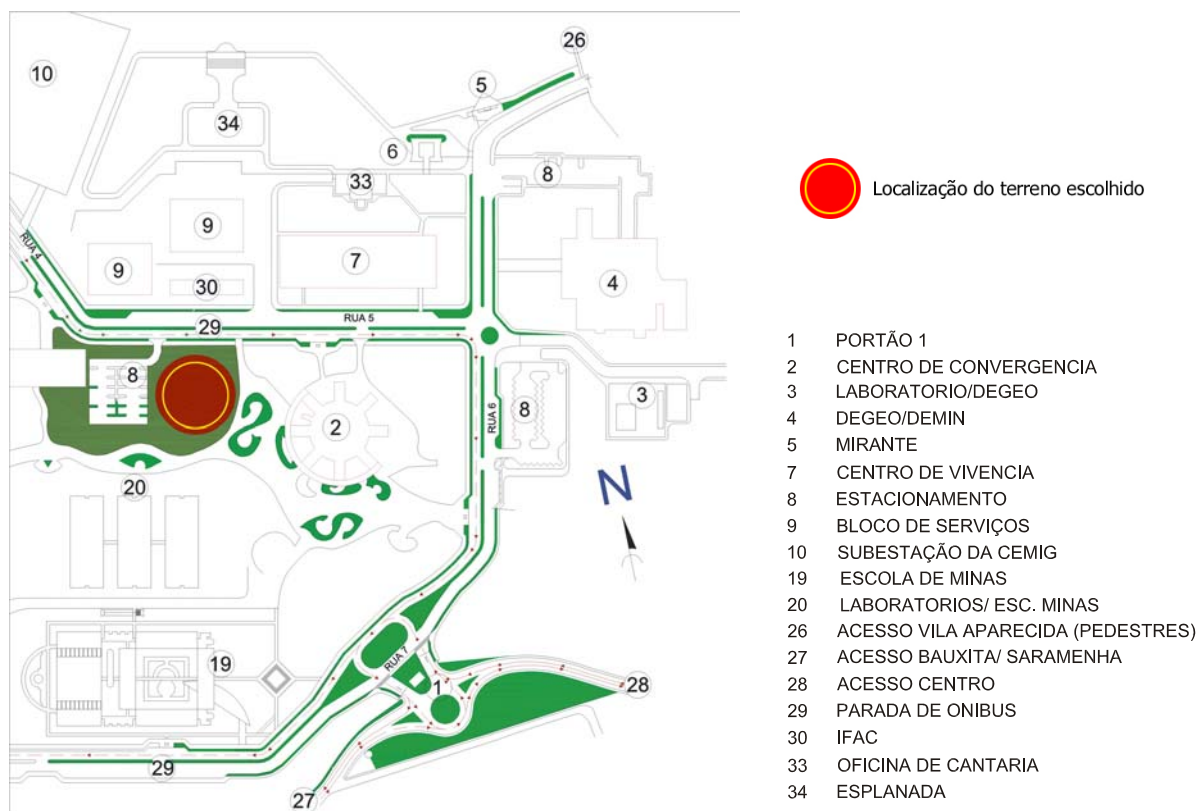 26
10
5
34
6
8
33
9
7
RUA 4
9
30
4
29
RUA 5
8
3
2
RUA 6
8
20
N
19
RUA 7
1
28
29
27
Localização do terreno escolhido
1 PORTÃO 1
2 CENTRO DE CONVERGENCIA
3 LABORATORIO/DEGEO
4 DEGEO/DEMIN
5 MIRANTE
7 CENTRO DE VIVENCIA
8 ESTACIONAMENTO
9 BLOCO DE SERVIÇOS
10 SUBESTAÇÃO DA CEMIG
19 ESCOLA DE MINAS
20 LABORATORIOS/ ESC. MINAS
26 ACESSO VILA APARECIDA (PEDESTRES)
27 ACESSO BAUXITA/ SARAMENHA
28 ACESSO CENTRO
29 PARADA DE ONIBUS
30 IFAC
33 OFICINA DE CANTARIA
34 ESPLANADA